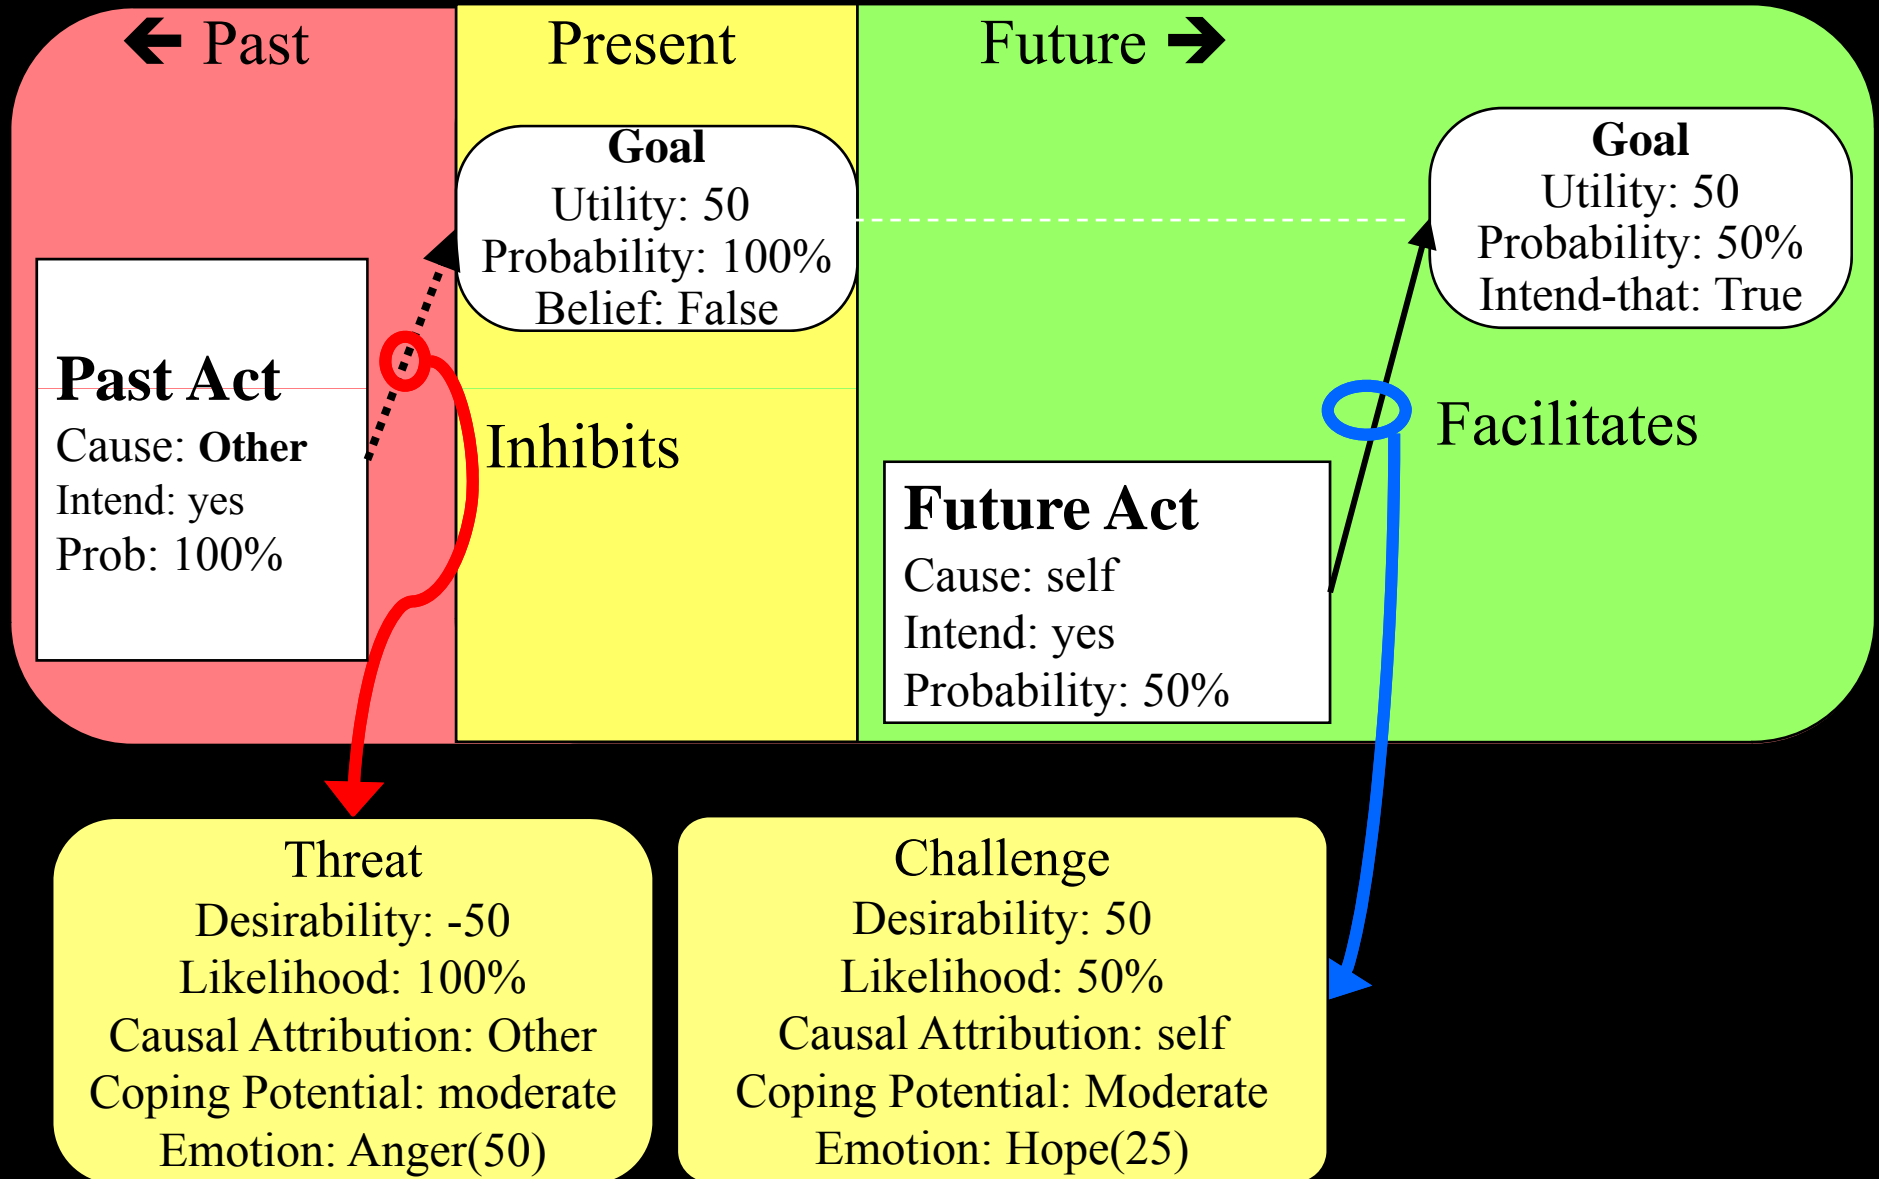 🡨 Past
Present
Future 🡪
Goal
Utility: 50
Probability: 100%
Belief: False
Goal
Utility: 50
Probability: 50%
Intend-that: True
Past Act
Cause: Other
Intend: yes
Prob: 100%
Inhibits
Facilitates
Future Act
Cause: self
Intend: yes
Probability: 50%
Threat
Desirability: -50
Likelihood: 100%
Causal Attribution: Other
Coping Potential: moderate
Emotion: Anger(50)
Challenge
Desirability: 50
Likelihood: 50%
Causal Attribution: self
Coping Potential: Moderate
Emotion: Hope(25)